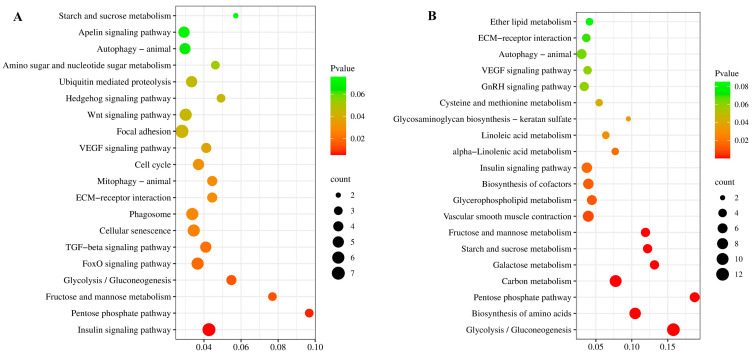 A
Starch and sucrose metabolism
Apelin signaling pathway
Autophagy − animal
Amino sugar and nucleotide sugar metabolism
Ubiquitin mediated proteolysis
Hedgehog signaling pathway
Wnt signaling pathway
Focal adhesion
VEGF signaling pathway
Cell cycle
Mitophagy − animal
ECM−receptor interaction
Phagosome
Cellular senescence
TGF−beta signaling pathway
FoxO signaling pathway
Glycolysis / Gluconeogenesis
Fructose and mannose metabolism
Pentose phosphate pathway
Insulin signaling pathway
0.04 0.06 0.08 0.10
Pvalue
0.06
0.04
0.02
count
2
3
4
5
6
7
B
Ether lipid metabolism
ECM−receptor interaction
Autophagy − animal
VEGF signaling pathway
GnRH signaling pathway
Cysteine and methionine metabolism
Glycosaminoglycan biosynthesis − keratan sulfate
Linoleic acid metabolism
alpha−Linolenic acid metabolism
Insulin signaling pathway
Biosynthesis of cofactors
Glycerophospholipid metabolism
Vascular smooth muscle contraction
Fructose and mannose metabolism
Starch and sucrose metabolism
Galactose metabolism
Carbon metabolism
Pentose phosphate pathway
Biosynthesis of amino acids
Glycolysis / Gluconeogenesis
0.05 0.10 0.15
Pvalue
0.08
0.06
0.04
0.02
0.00
count
2
4
6
8
10
12